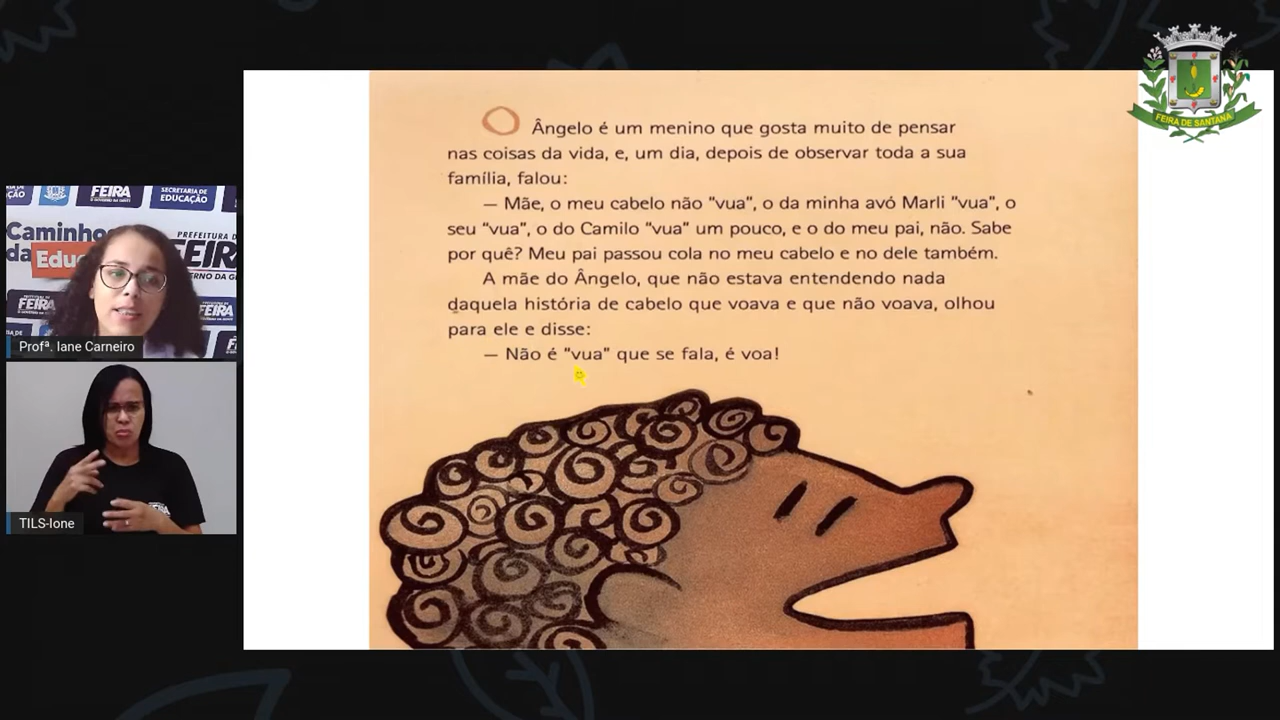 FEIRA DE SANTANA
O Ângelo é um menino que gosta muito de pensar
nas coisas da vida, e, um dia, depois de observar toda a sua
família, falou:
— Mãe, o meu cabelo não “vua”, o da minha avó Marli “vua”, o
seu “vua”, o do Camilo “vua” um pouco, e o do meu pai, não. Sabe
por quê? Meu pai passou cola no meu cabelo e no dele também.
A mãe do Ângelo, que não estava entendendo nada
daquela história de cabelo que voava e que não voava, olhou
para ele e disse:
— Não é “vua” que se fala, é voa!
FEIRA
SECRETARIA DE
EDUCAÇÃO
Caminhos
da Educ
PREFEITURA D
FEIRA
FEIRA
FEIRA
Profª. Iane Carneiro
TILS-Ione